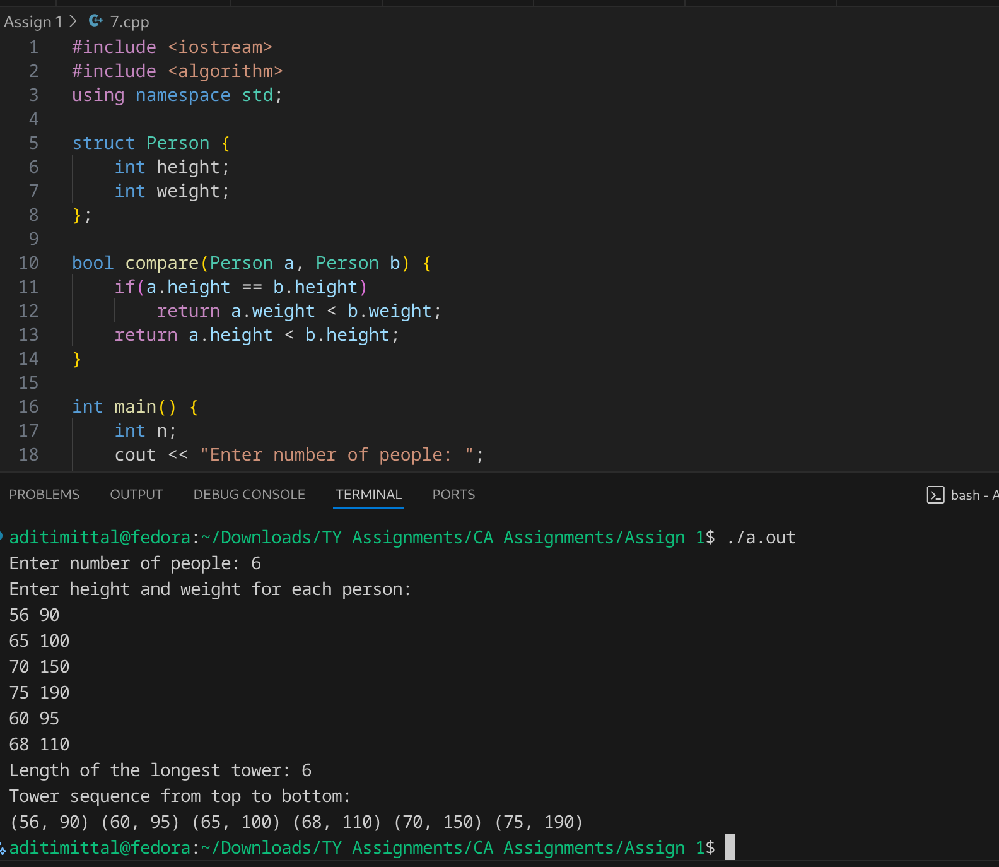 Assign 1 > 7.cpp
1 #include <iostream>
2 #include <algorithm>
3 using namespace std;
4
5 struct Person {
6     int height;
7     int weight;
8 };
9
10 bool compare(Person a, Person b) {
11     if(a.height == b.height)
12         return a.weight < b.weight;
13     return a.height < b.height;
14 }
15
16 int main() {
17     int n;
18     cout << "Enter number of people: ";
PROBLEMS OUTPUT DEBUG CONSOLE TERMINAL PORTS bash - A
aditimittal@fedora:~/Downloads/TY Assignments/CA Assignments/Assign 1$ ./a.out
Enter number of people: 6
Enter height and weight for each person:
56 90
65 100
70 150
75 190
60 95
68 110
Length of the longest tower: 6
Tower sequence from top to bottom:
(56, 90) (60, 95) (65, 100) (68, 110) (70, 150) (75, 190)
aditimittal@fedora:~/Downloads/TY Assignments/CA Assignments/Assign 1$